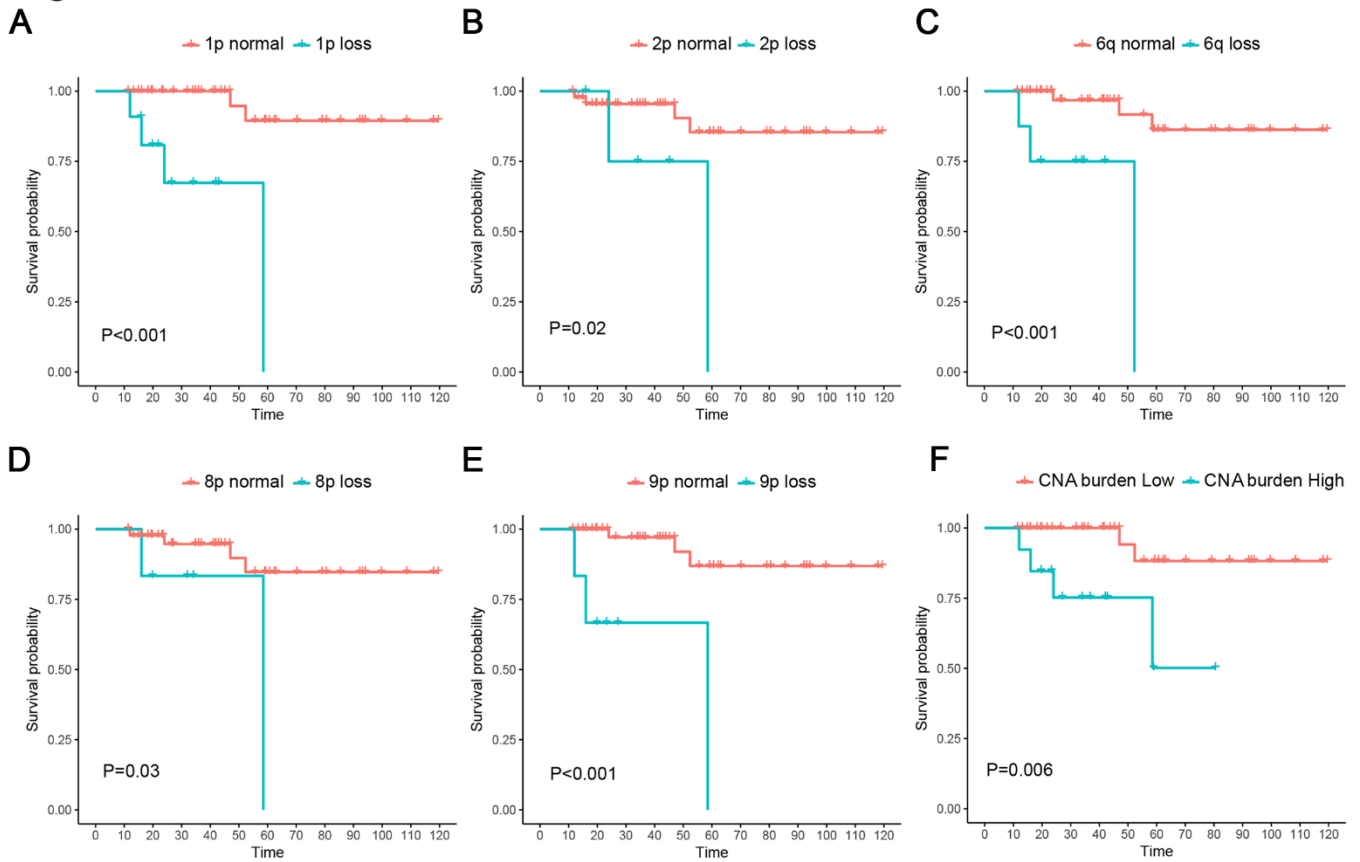 A
1p normal 1p loss
1.00
0.75
0.50
0.25
0.00
Survival probability
P<0.001
0 10 20 30 40 50 60 70 80 90 100 110 120
Time
B
2p normal 2p loss
1.00
0.75
0.50
0.25
0.00
Survival probability
P=0.02
0 10 20 30 40 50 60 70 80 90 100 110 120
Time
C
6q normal 6q loss
1.00
0.75
0.50
0.25
0.00
Survival probability
P<0.001
0 10 20 30 40 50 60 70 80 90 100 110 120
Time
D
8p normal 8p loss
1.00
0.75
0.50
0.25
0.00
Survival probability
P=0.03
0 10 20 30 40 50 60 70 80 90 100 110 120
Time
E
9p normal 9p loss
1.00
0.75
0.50
0.25
0.00
Survival probability
P<0.001
0 10 20 30 40 50 60 70 80 90 100 110 120
Time
F
CNA burden Low CNA burden High
1.00
0.75
0.50
0.25
0.00
Survival probability
P=0.006
0 10 20 30 40 50 60 70 80 90 100 110 120
Time